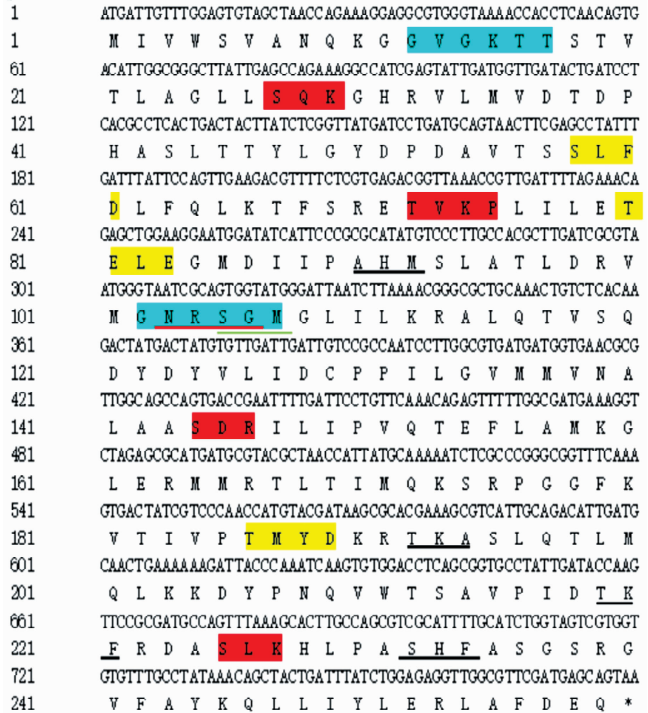 1 ATGATTGTTTGGAGTGTAGCTAACCAGAAAGGAGGCGTGGGTAAAACCACCTCAACAGTG
1 M I V W S V A N Q K G G V G K T T S T V
61 ACATTGGCGGGCTTATTGAGCCAGAAAGGCCATCGAGTATTGATGGTTGATACTGATCCT
21 T L A G L L S Q K G H R V L M V D T D P
121 CACGCCTCACTGACTACTTATCTCGGTTATGATCCTGATGCAGTAACTTCGAGCCTATTT
41 H A S L T T Y L G Y D P D A V T S S L F
181 GATTTATTCCAGTTGAAGACGTTTTCTCGTGAGACGGTTAAACCGTTGATTTTAGAAACA
61 D L F Q L K T F S R E T V K P L I L E T
241 GAGCTGGAAGGAATGGATATCATTCCCGCGCATATGTCCCTTGCCACGCTTGATCGCGTA
81 E L E G M D I I P A H M S L A T L D R V
301 ATGGGTAATCGCAGTGGTATGGGATTAATCTTAAAACGGGCGCTGCAAACTGTCTCACAA
101 M G N R S G M G L I L K R A L Q T V S Q
361 GACTATGACTATGTGTTGATTGATTGTCCGCCAATCCTTGGCGTGATGATGGTGAACGCG
121 D Y D Y V L I D C P P I L G V M M V N A
421 TTGGCAGCCAGTGACCGAATTTTGATTCCTGTTCAAACAGAGTTTTTGGCGATGAAAGGT
141 L A A S D R I L I P V Q T E F L A M K G
481 CTAGAGCGCATGATGCGTACGCTAACCATTATGCAAAAATCTCGCCCGGGCGGTTTCAAA
161 L E R M M R T L T I M Q K S R P G G F K
541 GTGACTATCGTCCCAACCATGTACGATAAGCGCACGAAAGCGTCATTGCAGACATTGATG
181 V T I V P T M Y D K R T K A S L Q T L M
601 CAACTGAAAAAAGATTACCCAAATCAAGTGTGGACCTCAGCGGTGCCTATTGATACCAAG
201 Q L K K D Y P N Q V W T S A V P I D T K
661 TTCCGCGATGCCAGTTTAAAGCACTTGCCAGCGTCGCATTTTGCATCTGGTAGTCGTGGT
221 F R D A S L K H L P A S H F A S G S R G
721 GTGTTTGCCTATAAACAGCTACTGATTTATCTGGAGAGGTTGGCGTTCGATGAGCAGTAA
241 V F A Y K Q L L I Y L E R L A F D E Q *